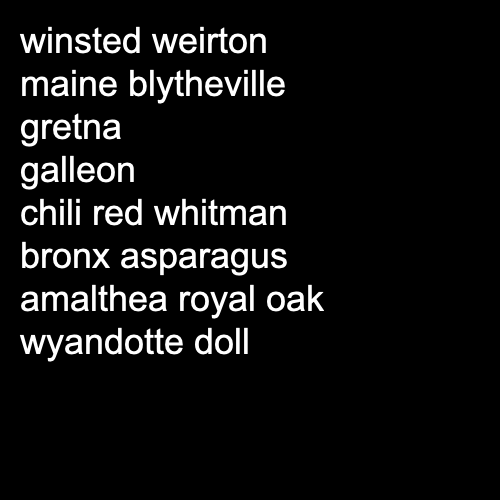 winsted weirton
maine blytheville
gretna
galleon
chili red whitman
bronx asparagus
amalthea royal oak
wyandotte doll